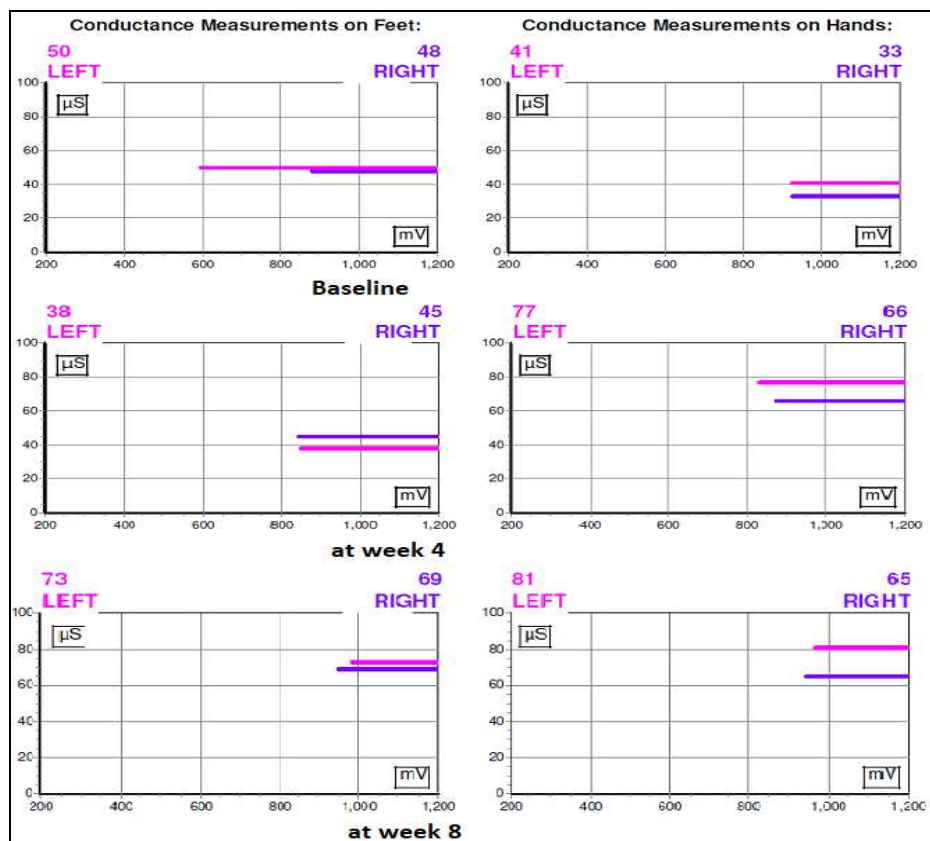 Conductance Measurements on Feet:
Conductance Measurements on Hands:
50 48
LEFT RIGHT
41 33
LEFT RIGHT
100
80
60
40
20
0
µS
mV
200 400 600 800 1,000 1,200
100
80
60
40
20
0
µS
mV
200 400 600 800 1,000 1,200
Baseline
38 45
LEFT RIGHT
77 66
LEFT RIGHT
100
80
60
40
20
0
µS
mV
200 400 600 800 1,000 1,200
100
80
60
40
20
0
µS
mV
200 400 600 800 1,000 1,200
at week 4
73 69
LEFT RIGHT
81 65
LEFT RIGHT
100
80
60
40
20
0
µS
mV
200 400 600 800 1,000 1,200
100
80
60
40
20
0
µS
mV
200 400 600 800 1,000 1,200
at week 8